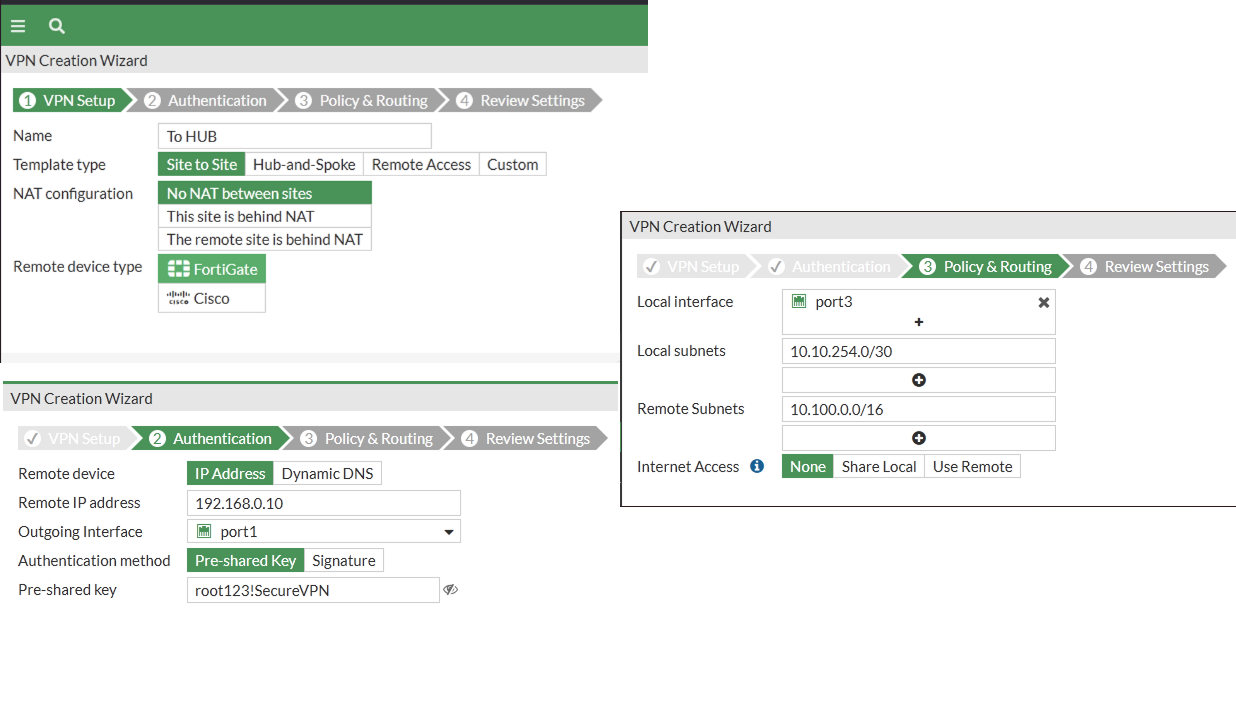 VPN Creation Wizard
1 VPN Setup 2 Authentication 3 Policy & Routing 4 Review Settings
Name To HUB
Template type Site to Site Hub-and-Spoke Remote Access Custom
NAT configuration No NAT between sites
This site is behind NAT
The remote site is behind NAT
Remote device type FortiGate
CISCO Cisco
VPN Creation Wizard
VPN Setup 2 Authentication 3 Policy & Routing 4 Review Settings
Remote device IP Address Dynamic DNS
Remote IP address 192.168.0.10
Outgoing Interface port1
Authentication method Pre-shared Key Signature
Pre-shared key root123!SecureVPN
VPN Creation Wizard
VPN Setup Authentication 3 Policy & Routing 4 Review Settings
Local interface port3
+
Local subnets 10.10.254.0/30
Remote Subnets 10.100.0.0/16
Internet Access None Share Local Use Remote